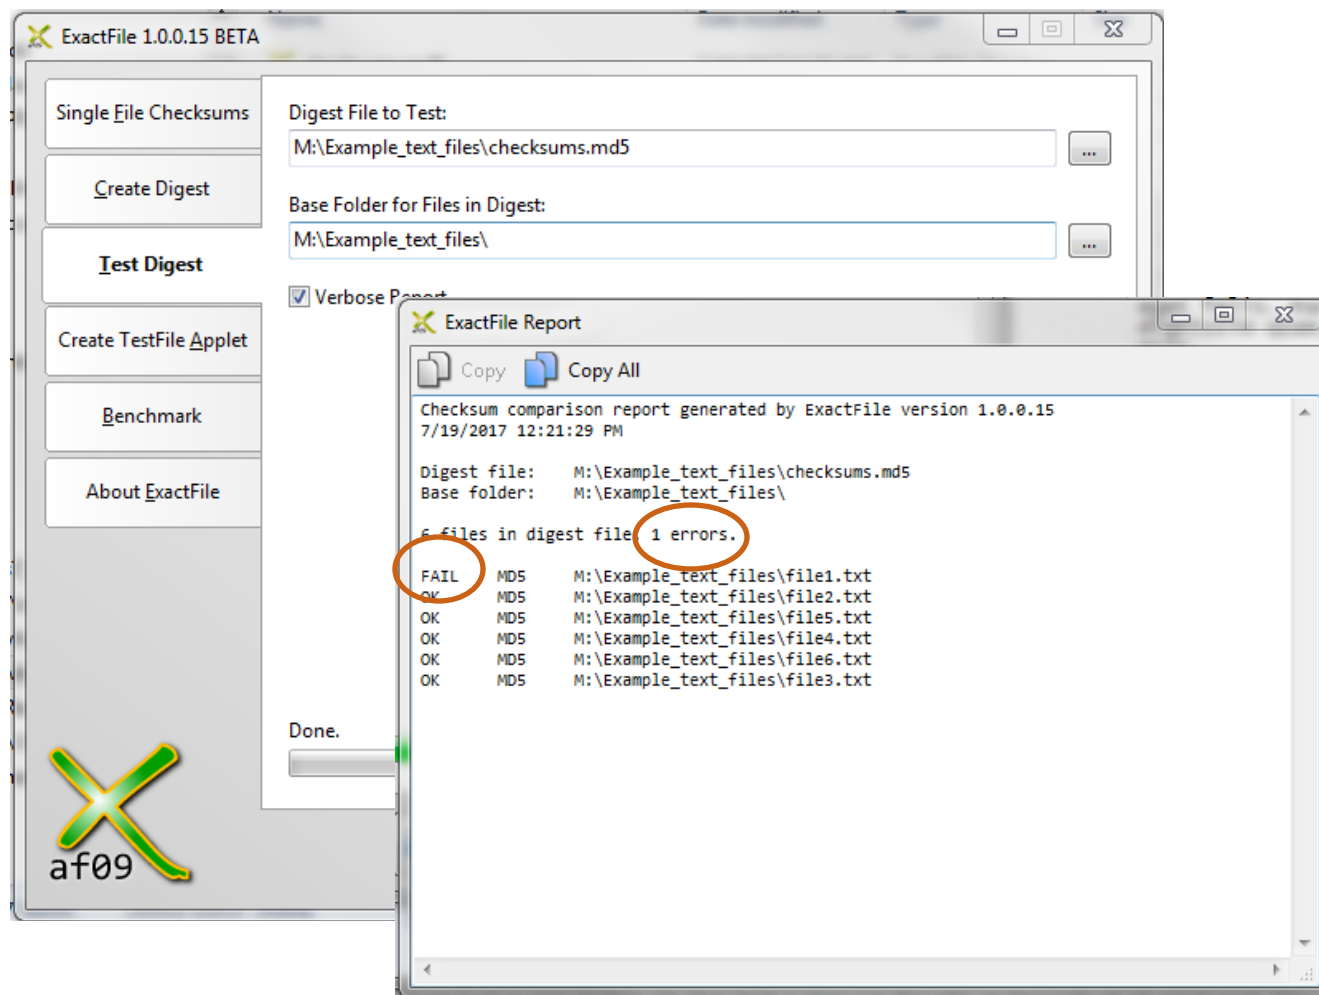 ExactFile 1.0.0.15 BETA
Single File Checksums
Create Digest
Test Digest
Create TestFile Applet
Benchmark
About ExactFile
Digest File to Test:
M:\Example_text_files\checksums.md5
...
Base Folder for Files in Digest:
M:\Example_text_files\
...
Verbose Report
Done.
af09
ExactFile Report
Copy Copy All
Checksum comparison report generated by ExactFile version 1.0.0.15
7/19/2017 12:21:29 PM
Digest file: M:\Example_text_files\checksums.md5
Base folder: M:\Example_text_files\
6 files in digest file, 1 errors.
FAIL MD5 M:\Example_text_files\file1.txt
OK MD5 M:\Example_text_files\file2.txt
OK MD5 M:\Example_text_files\file5.txt
OK MD5 M:\Example_text_files\file4.txt
OK MD5 M:\Example_text_files\file6.txt
OK MD5 M:\Example_text_files\file3.txt